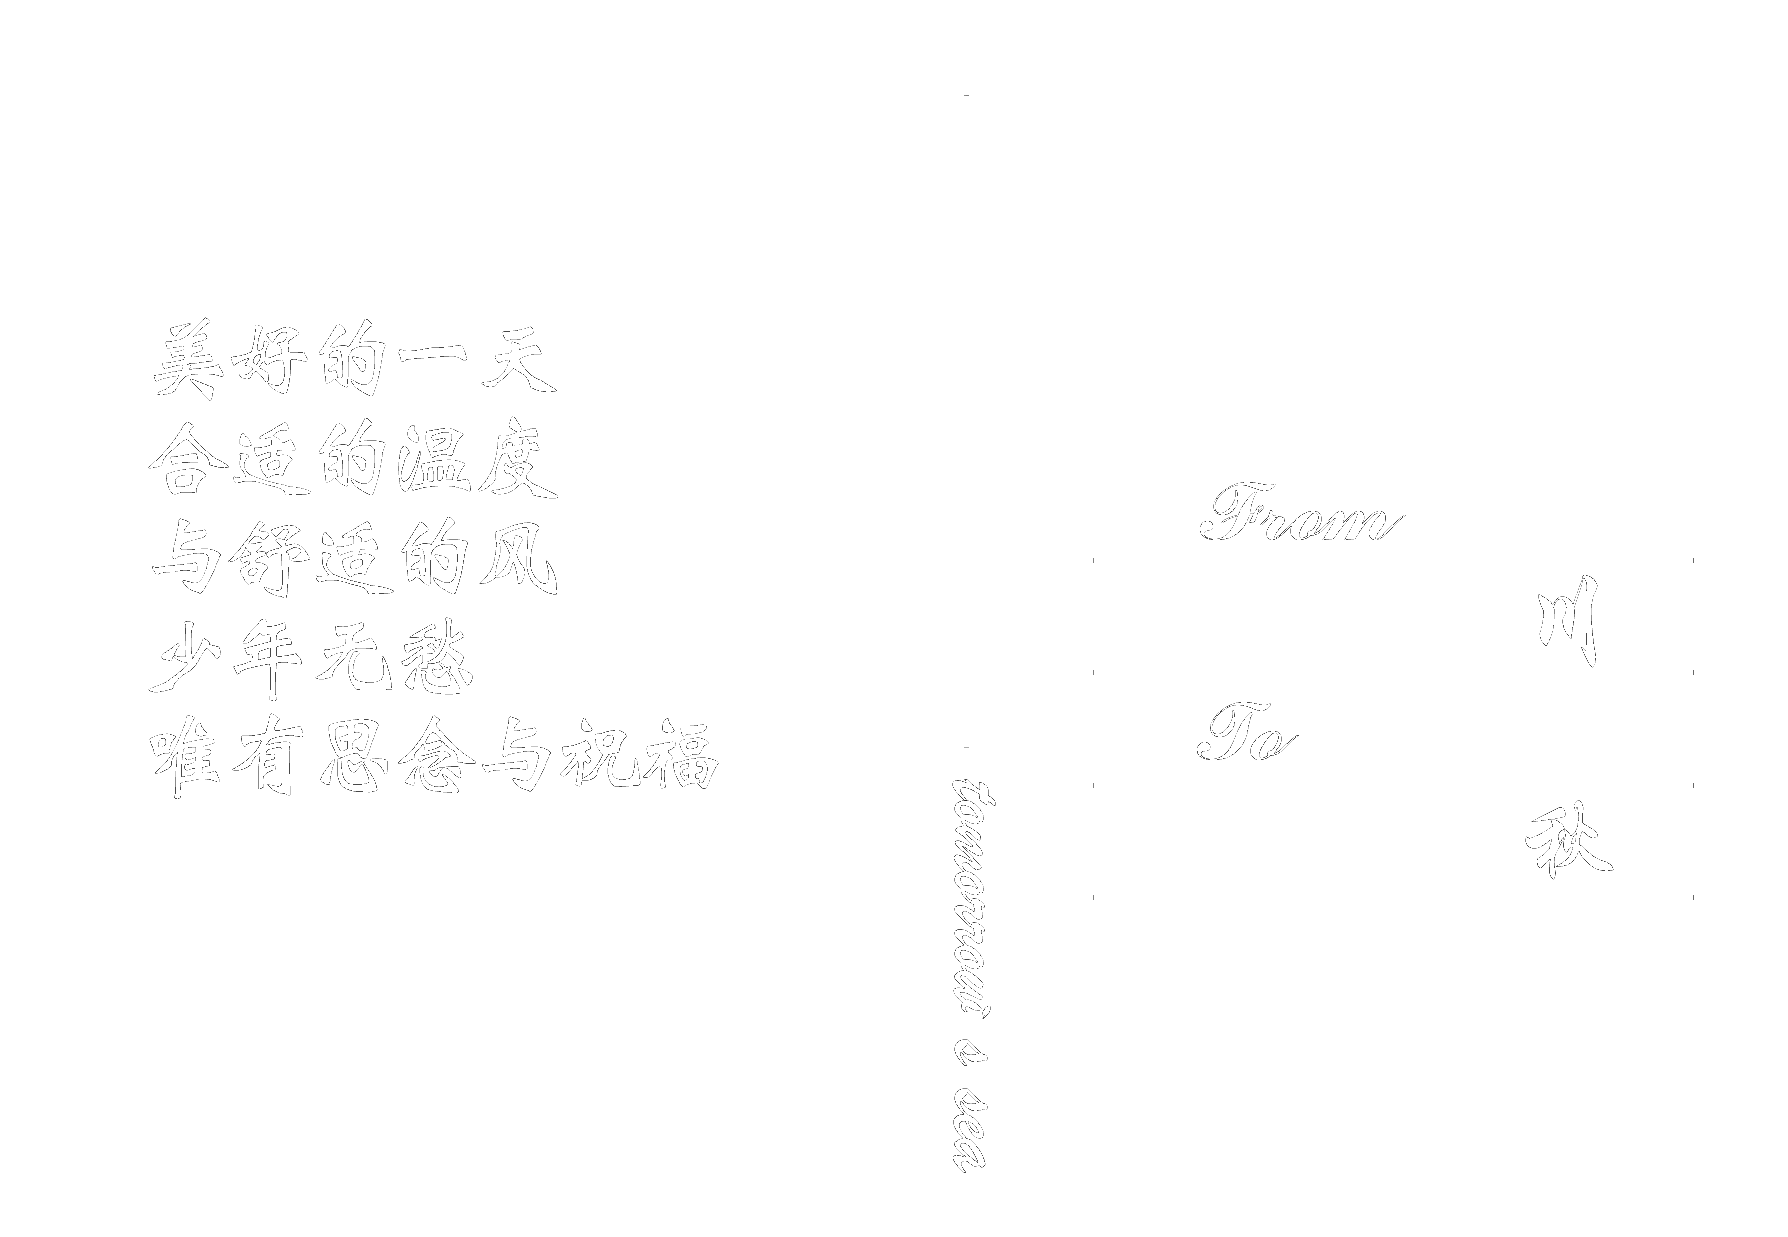 美好的一天
合适的温度
与舒适的风
少年无愁
唯有思念与祝福
tomorrow' s sea
From
川
To
秋